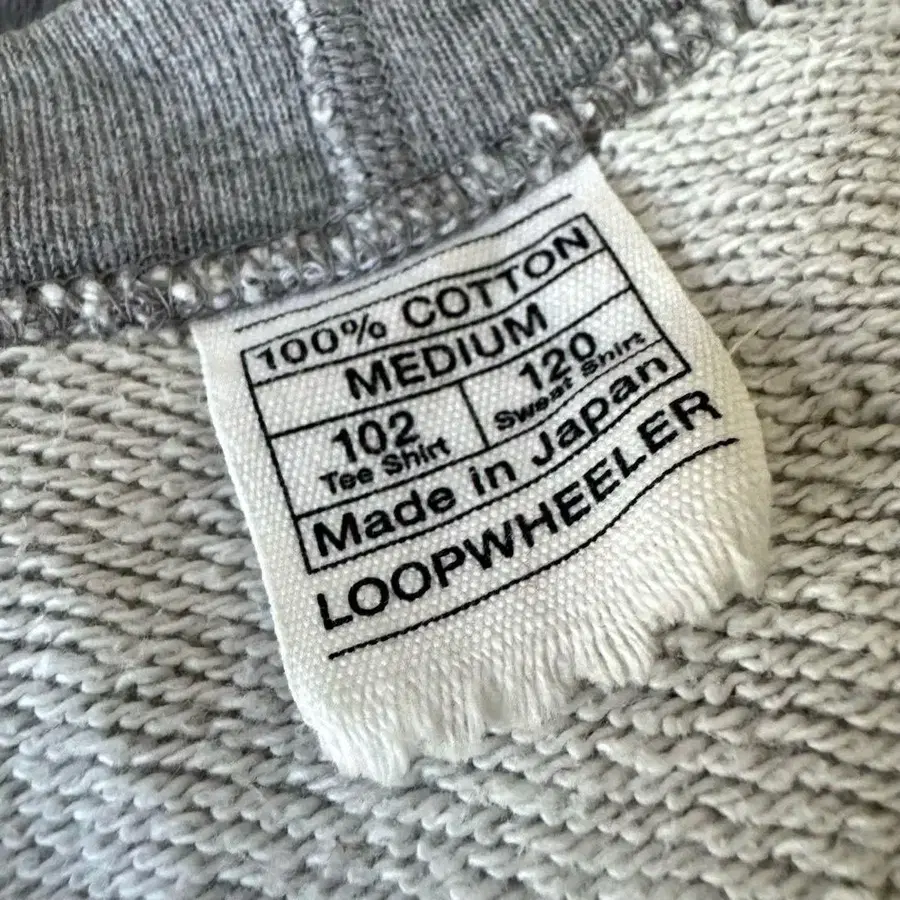 100% COTTON
MEDIUM
102 120
Tee Shirt Sweat Shirt
Made in Japan
LOOPWHEELER